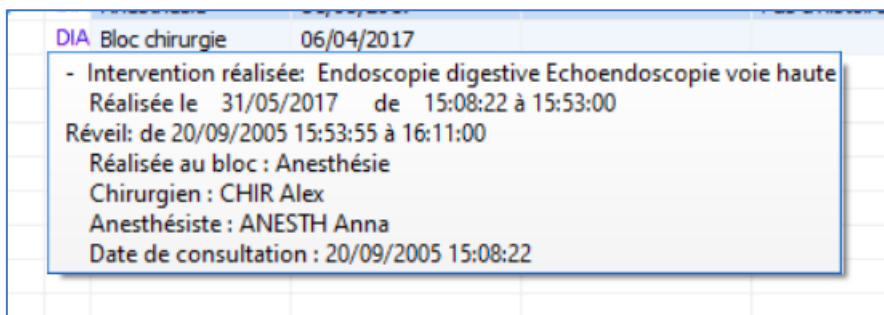 DIA Bloc chirurgie 06/04/2017
- Intervention réalisée: Endoscopie digestive Echoendoscopie voie haute
Réalisée le 31/05/2017 de 15:08:22 à 15:53:00
Réveil: de 20/09/2005 15:53:55 à 16:11:00
Réalisée au bloc : Anesthésie
Chirurgien : CHIR Alex
Anesthésiste : ANESTH Anna
Date de consultation : 20/09/2005 15:08:22